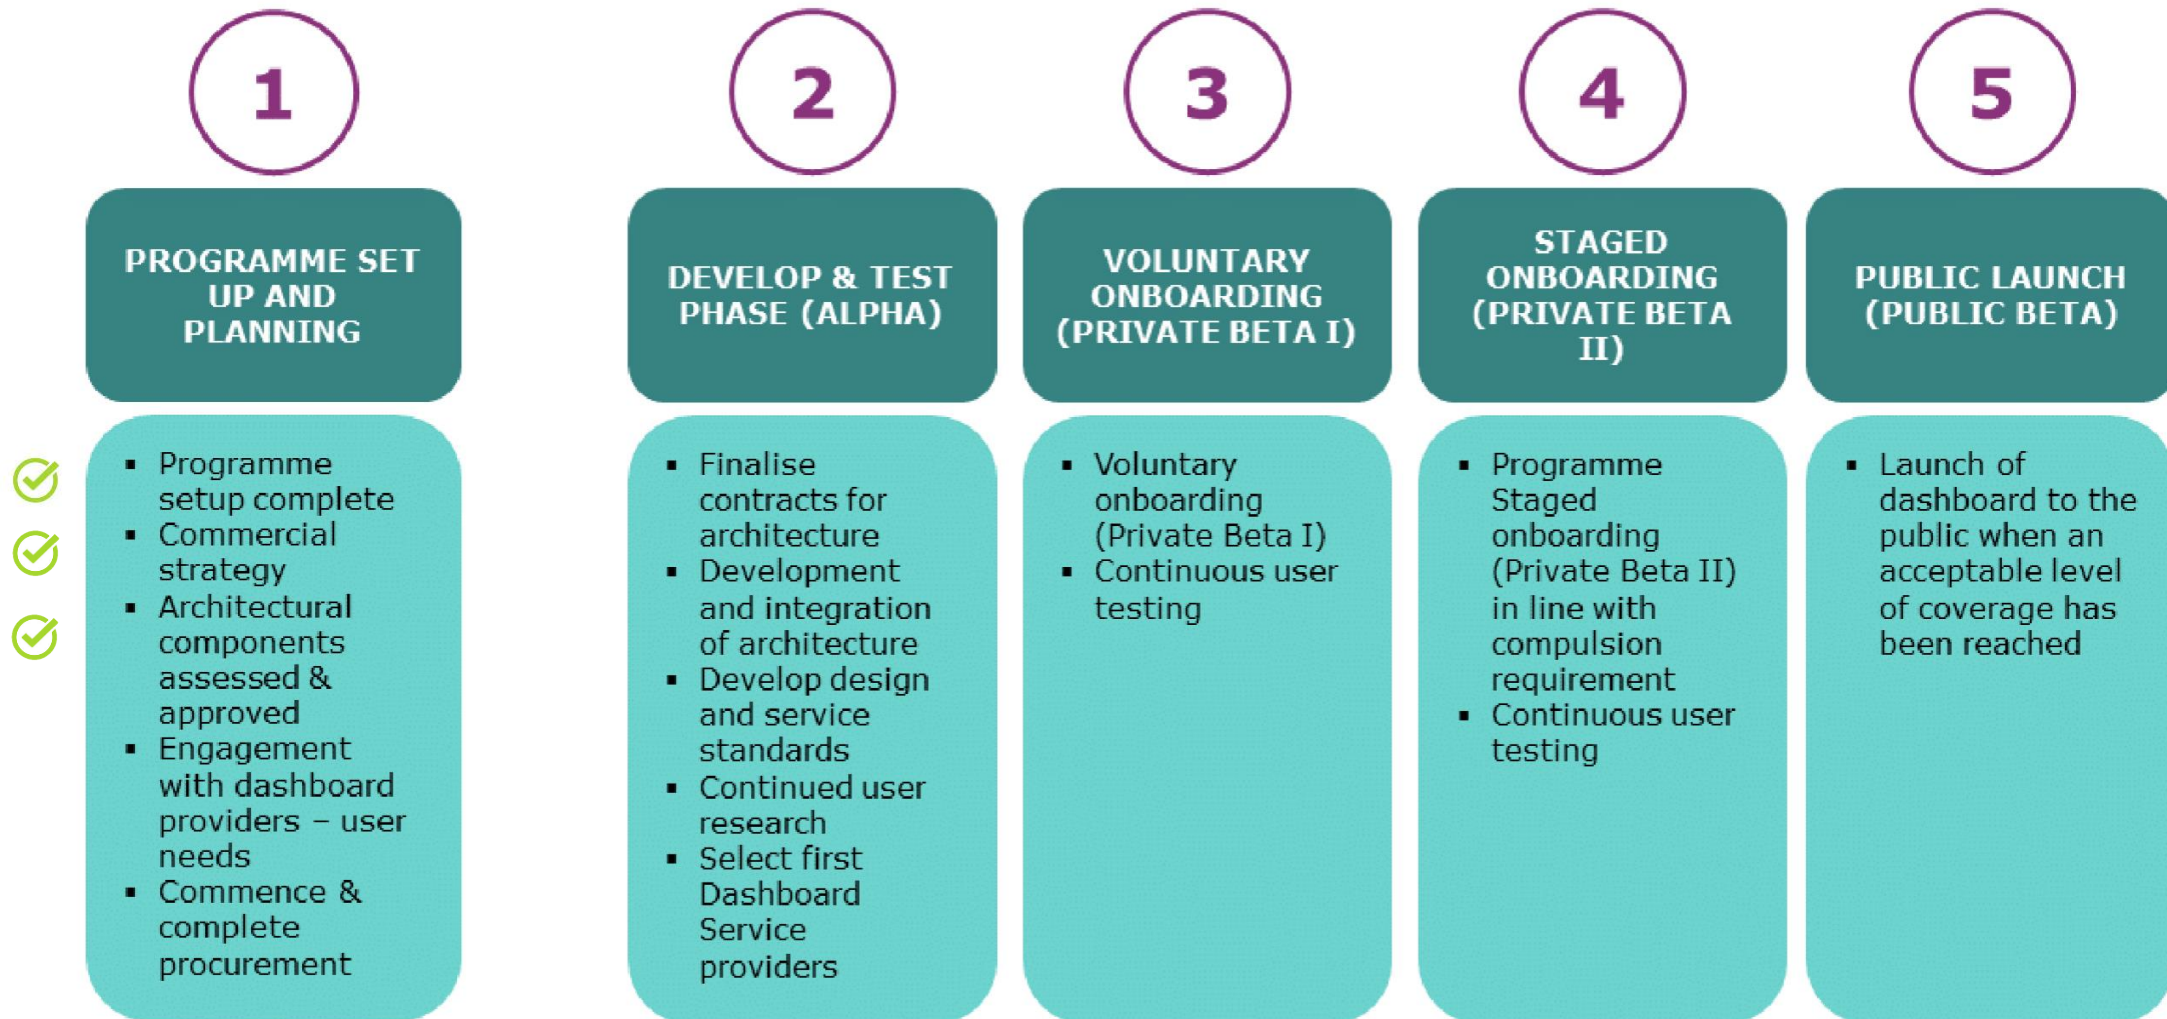 1
PROGRAMME SET
UP AND
PLANNING
▪ Programme
setup complete
▪ Commercial
strategy
▪ Architectural
components
assessed &
approved
▪ Engagement
with dashboard
providers – user
needs
▪ Commence &
complete
procurement
2
DEVELOP & TEST
PHASE (ALPHA)
▪ Finalise
contracts for
architecture
▪ Development
and integration
of architecture
▪ Develop design
and service
standards
▪ Continued user
research
▪ Select first
Dashboard
Service
providers
3
VOLUNTARY
ONBOARDING
(PRIVATE BETA I)
▪ Voluntary
onboarding
(Private Beta I)
▪ Continuous user
testing
4
STAGED
ONBOARDING
(PRIVATE BETA
II)
▪ Programme
Staged
onboarding
(Private Beta II)
in line with
compulsion
requirement
▪ Continuous user
testing
5
PUBLIC LAUNCH
(PUBLIC BETA)
▪ Launch of
dashboard to the
public when an
acceptable level
of coverage has
been reached